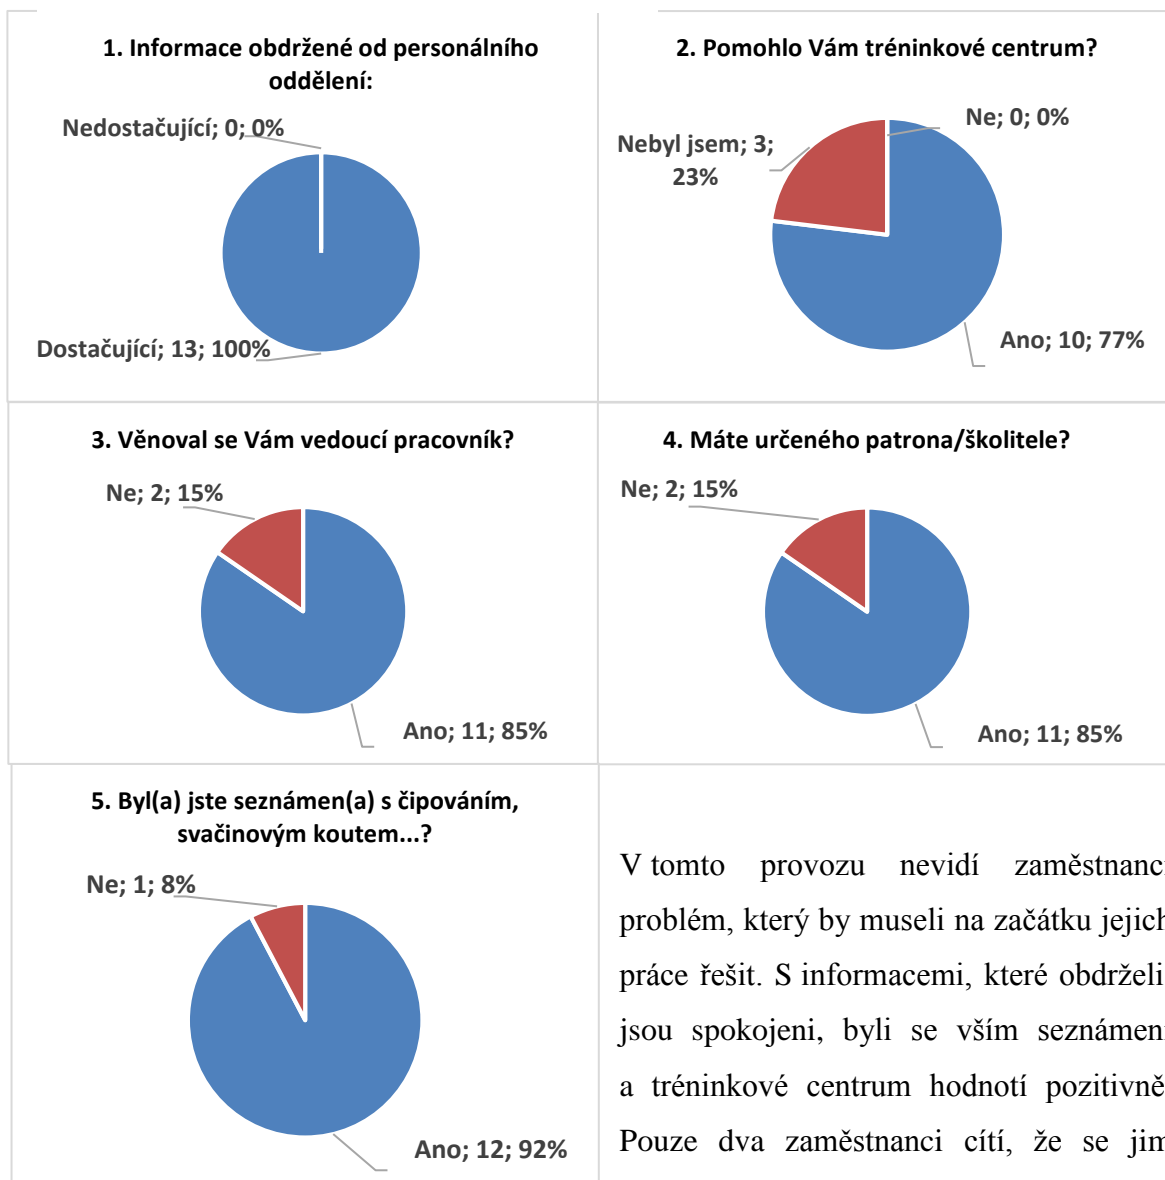 1. Informace obdržené od personálního
oddělení:
Nedostačující; 0; 0%
Dostačující; 13; 100%
2. Pomohlo Vám tréninkové centrum?
Ne; 0; 0%
Nebyl jsem; 3;
23%
Ano; 10; 77%
3. Věnoval se Vám vedoucí pracovník?
Ne; 2; 15%
Ano; 11; 85%
4. Máte určeného patrona/školitele?
Ne; 2; 15%
Ano; 11; 85%
5. Byl(a) jste seznámen(a) s čipováním,
svačinovým koutem...?
Ne; 1; 8%
Ano; 12; 92%
V tomto provozu nevidí zaměstnanci
problém, který by museli na začátku jejich
práce řešit. S informacemi, které obdrželi
jsou spokojeni, byli se vším seznámeni
a tréninkové centrum hodnotí pozitivně
Pouze dva zaměstnanci cítí, že se jim